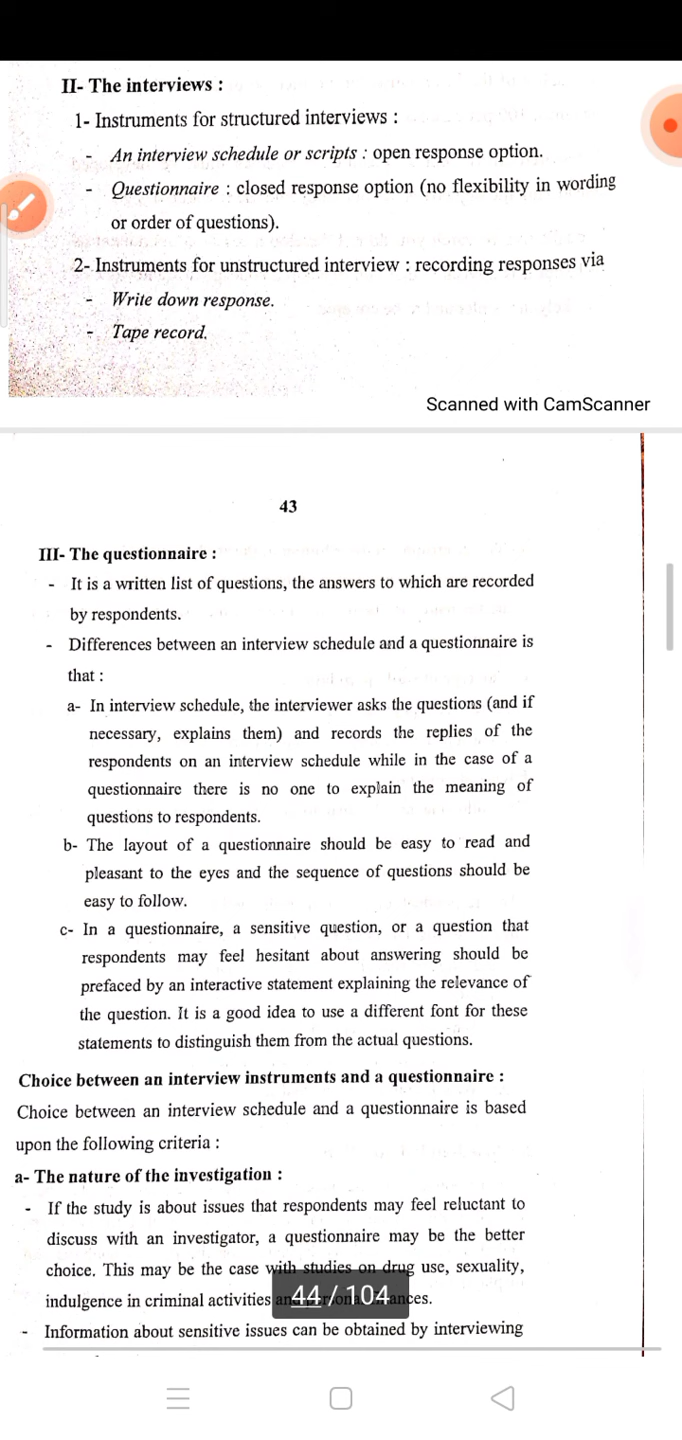 II- The interviews :
1- Instruments for structured interviews :
- An interview schedule or scripts : open response option.
- Questionnaire : closed response option (no flexibility in wording
or order of questions).
2- Instruments for unstructured interview : recording responses via
- Write down response.
- Tape record.
Scanned with CamScanner
43
III- The questionnaire :
- It is a written list of questions, the answers to which are recorded
by respondents.
- Differences between an interview schedule and a questionnaire is
that :
a- In interview schedule, the interviewer asks the questions (and if
necessary, explains them) and records the replies of the
respondents on an interview schedule while in the case of a
questionnaire there is no one to explain the meaning of
questions to respondents.
b- The layout of a questionnaire should be easy to read and
pleasant to the eyes and the sequence of questions should be
easy to follow.
c- In a questionnaire, a sensitive question, or a question that
respondents may feel hesitant about answering should be
prefaced by an interactive statement explaining the relevance of
the question. It is a good idea to use a different font for these
statements to distinguish them from the actual questions.
Choice between an interview instruments and a questionnaire :
Choice between an interview schedule and a questionnaire is based
upon the following criteria :
a- The nature of the investigation :
- If the study is about issues that respondents may feel reluctant to
discuss with an investigator, a questionnaire may be the better
choice. This may be the case with studies on drug use, sexuality,
indulgence in criminal activities
44 / 104
- Information about sensitive issues can be obtained by interviewing